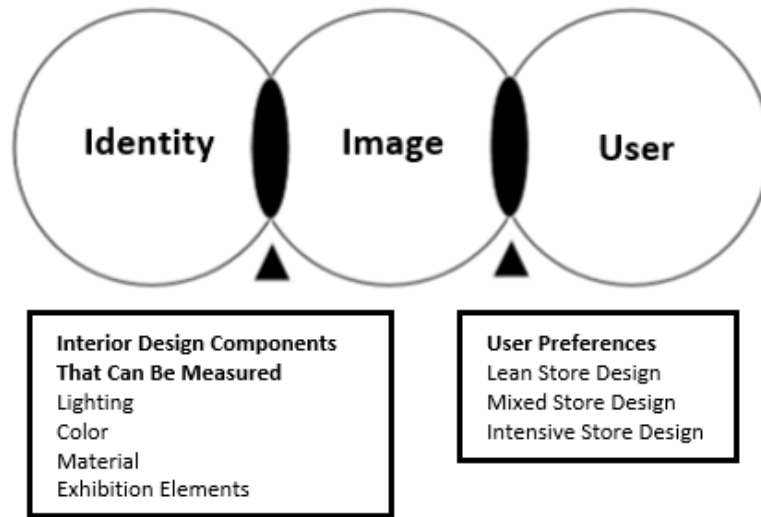 Identity
Image
User
Interior Design Components
That Can Be Measured
Lighting
Color
Material
Exhibition Elements
User Preferences
Lean Store Design
Mixed Store Design
Intensive Store Design